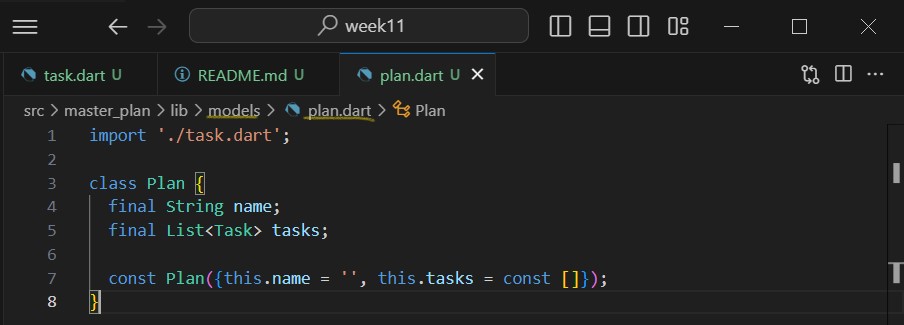 week11
task.dart U README.md U plan.dart U
src > master_plan > lib > models > plan.dart > Plan
1 import './task.dart';
2
3 class Plan {
4   final String name;
5   final List<Task> tasks;
6
7   const Plan({this.name = '', this.tasks = const []});
8 }